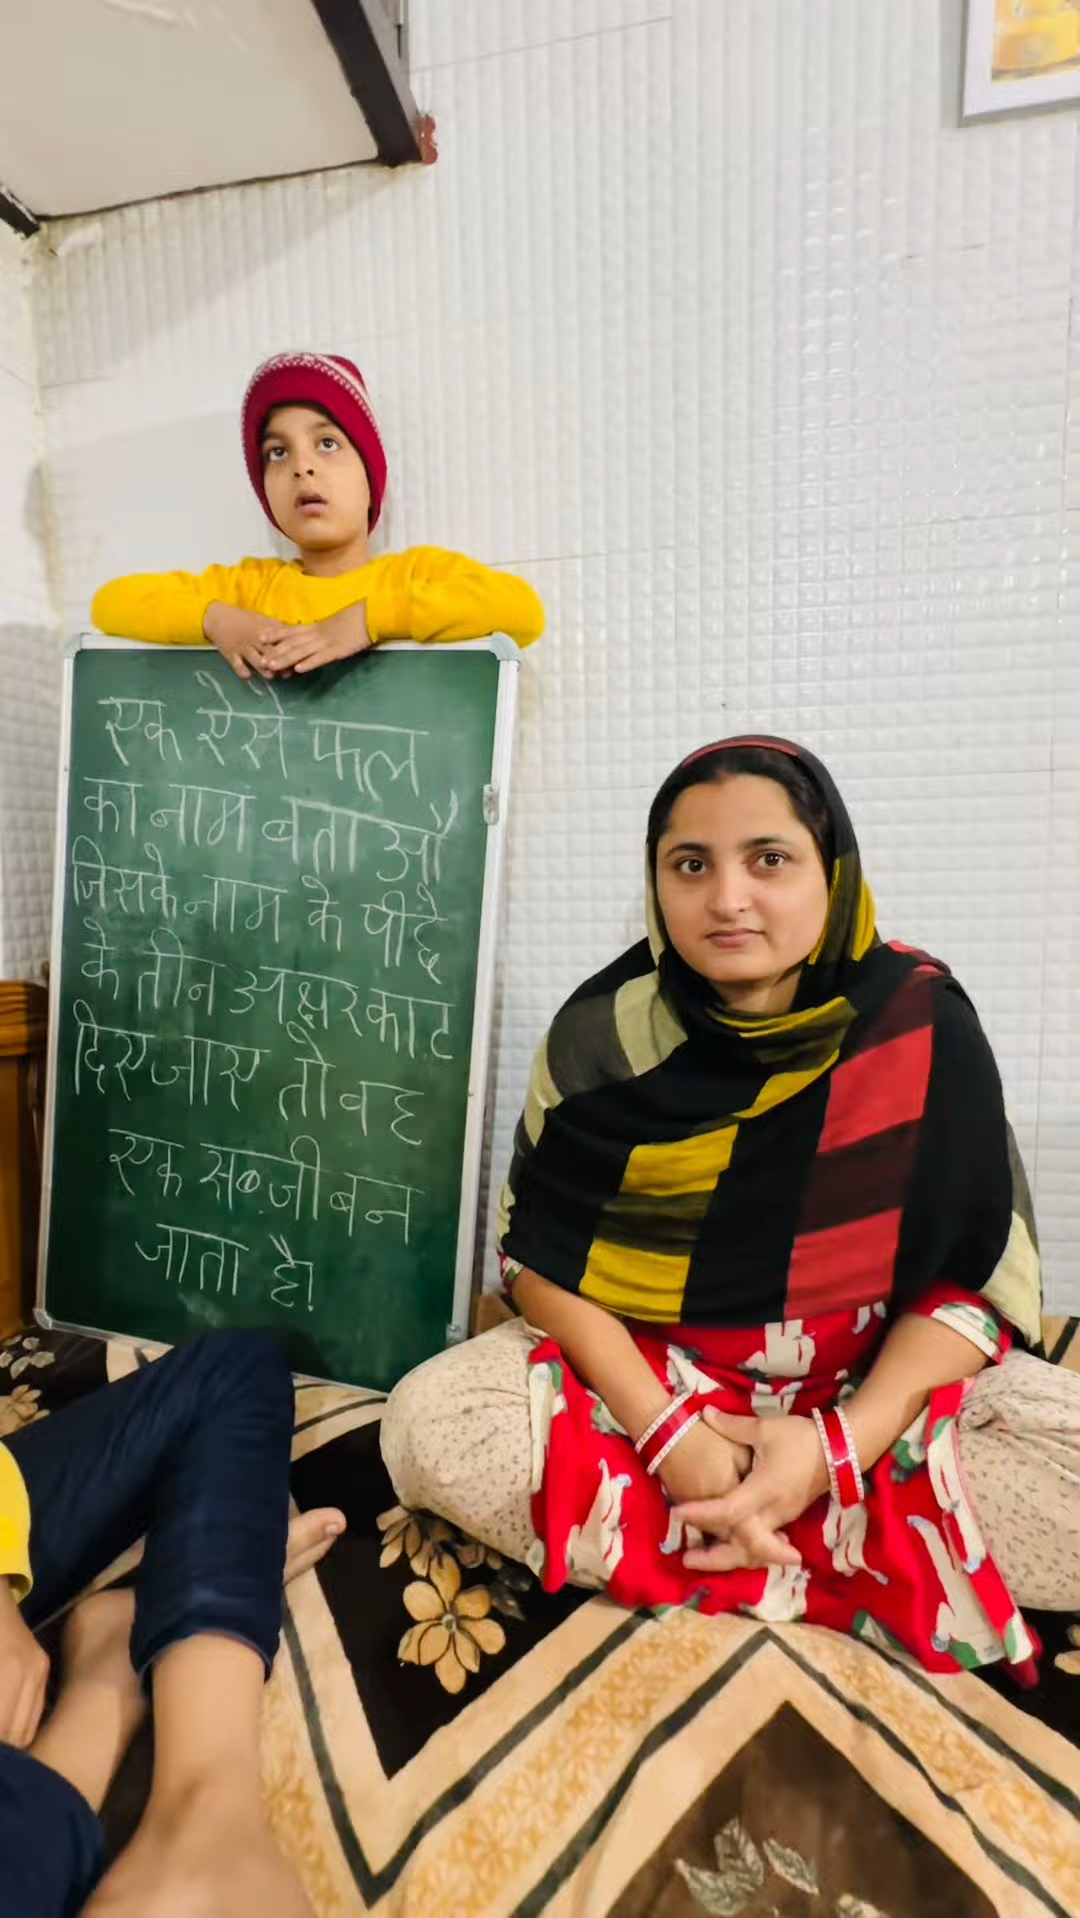 एक ऐसे फल
का नाम बताओं
जिसके नाम के पीछे
के तीन अक्षर काट
दिए जाए तो वह
एक सब्ज़ी बन
जाता है।